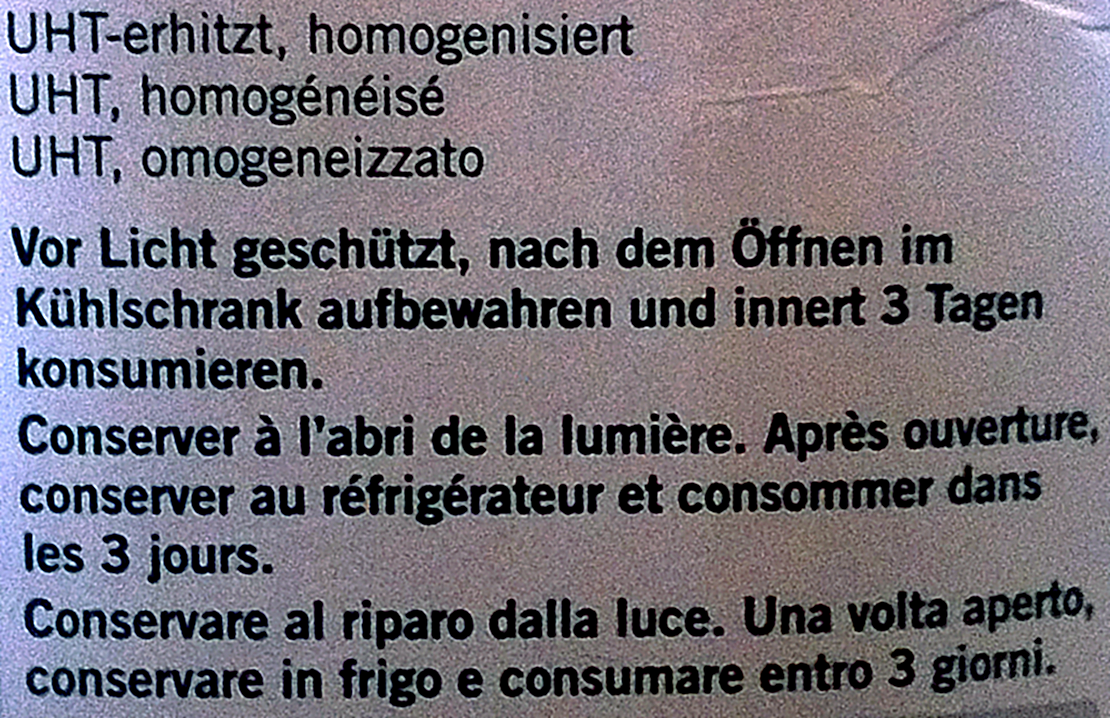 UHT-erhitzt, homogenisiert
UHT, homogénéisé
UHT, omogeneizzato
Vor Licht geschützt, nach dem Öffnen im
Kühlschrank aufbewahren und innert 3 Tagen
konsumieren.
Conserver à l'abri de la lumière. Après ouverture,
conserver au réfrigérateur et consommer dans
les 3 jours.
Conservare al riparo dalla luce. Una volta aperto,
conservare in frigo e consumare entro 3 giorni.